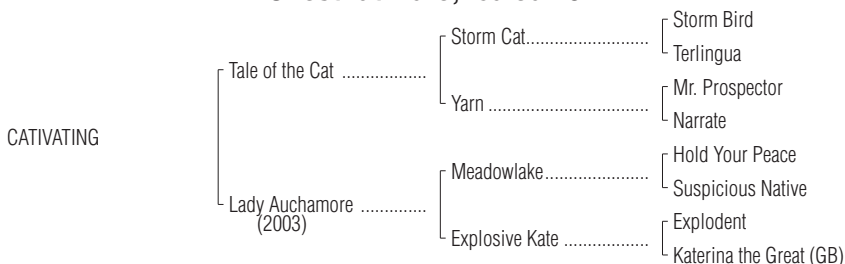 Storm Bird
Storm Cat..........................
Terlingua
Tale of the Cat ..................
Mr. Prospector
Yarn ..................................
Narrate
CATIVATING
Hold Your Peace
Meadowlake......................
Suspicious Native
Lady Auchamore ..............
(2003)
Explodent
Explosive Kate ..................
Katerina the Great (GB)